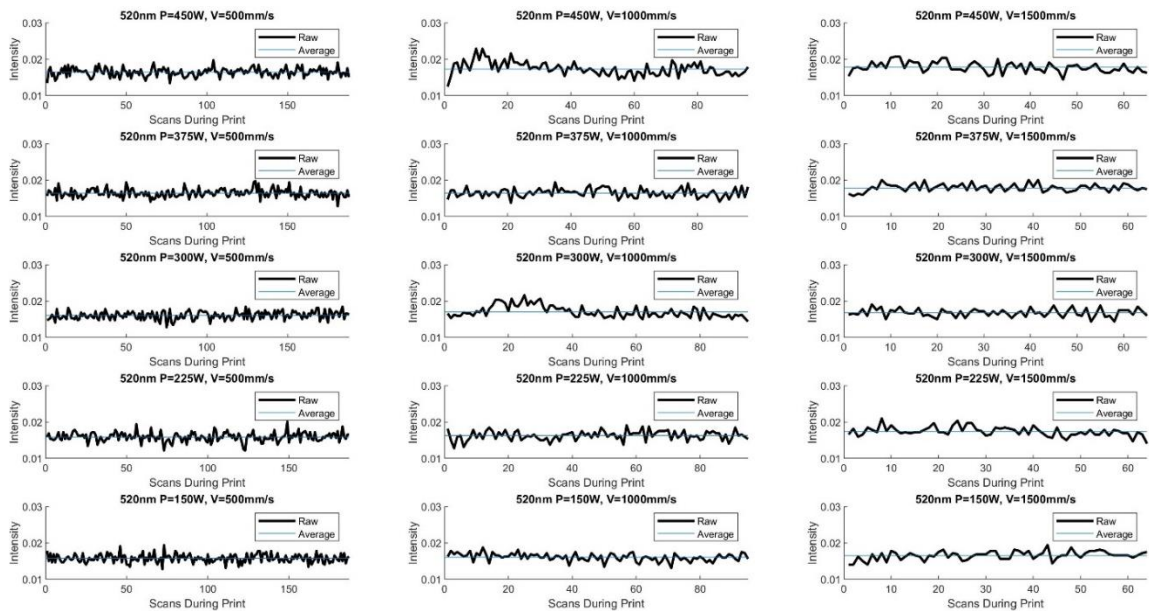 520nm P=450W, V=500mm/s
0.03
0.02
0.01
Intensity
Raw
Average
0 50 100 150
Scans During Print
520nm P=450W, V=1000mm/s
0.03
0.02
0.01
Intensity
Raw
Average
0 20 40 60 80
Scans During Print
520nm P=450W, V=1500mm/s
0.03
0.02
0.01
Intensity
Raw
Average
0 10 20 30 40 50 60
Scans During Print
520nm P=375W, V=500mm/s
0.03
0.02
0.01
Intensity
Raw
Average
0 50 100 150
Scans During Print
520nm P=375W, V=1000mm/s
0.03
0.02
0.01
Intensity
Raw
Average
0 20 40 60 80
Scans During Print
520nm P=375W, V=1500mm/s
0.03
0.02
0.01
Intensity
Raw
Average
0 10 20 30 40 50 60
Scans During Print
520nm P=300W, V=500mm/s
0.03
0.02
0.01
Intensity
Raw
Average
0 50 100 150
Scans During Print
520nm P=300W, V=1000mm/s
0.03
0.02
0.01
Intensity
Raw
Average
0 20 40 60 80
Scans During Print
520nm P=300W, V=1500mm/s
0.03
0.02
0.01
Intensity
Raw
Average
0 10 20 30 40 50 60
Scans During Print
520nm P=225W, V=500mm/s
0.03
0.02
0.01
Intensity
Raw
Average
0 50 100 150
Scans During Print
520nm P=225W, V=1000mm/s
0.03
0.02
0.01
Intensity
Raw
Average
0 20 40 60 80
Scans During Print
520nm P=225W, V=1500mm/s
0.03
0.02
0.01
Intensity
Raw
Average
0 10 20 30 40 50 60
Scans During Print
520nm P=150W, V=500mm/s
0.03
0.02
0.01
Intensity
Raw
Average
0 50 100 150
Scans During Print
520nm P=150W, V=1000mm/s
0.03
0.02
0.01
Intensity
Raw
Average
0 20 40 60 80
Scans During Print
520nm P=150W, V=1500mm/s
0.03
0.02
0.01
Intensity
Raw
Average
0 10 20 30 40 50 60
Scans During Print